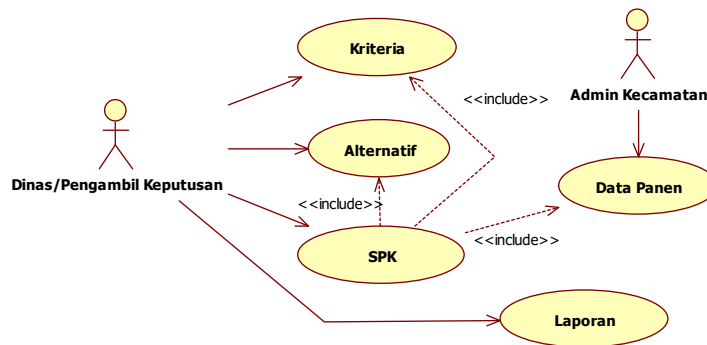 Kriteria
<<include>>
Admin Kecamatan
Alternatif
Dinas/Pengambil Keputusan
Data Panen
<<include>>
<<include>>
SPK
Laporan